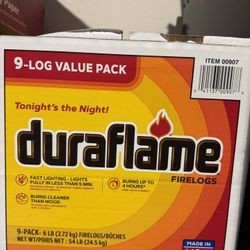 Paper
ITEM 00907
9-LOG VALUE PACK
Tonight's the Night!
duraflame
FIRELOGS
FAST LIGHTING - LIGHTS
FULLY IN LESS THAN 5 MIN.
BURNS UP TO
4 HOURS*
BURNS CLEANER
THAN WOOD
9-PACK- 6 LB (2.72 kg) FIRELOGS/BÛCHES
NET WT/POIDS NET: 54 LB (24.5 kg)
MADE IN